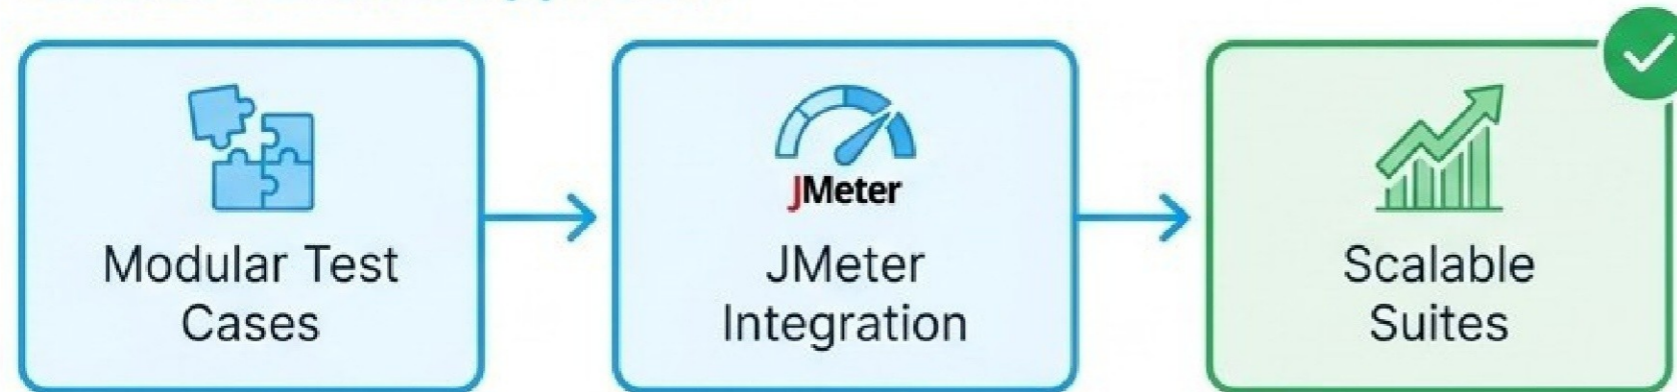 Modular Test
Cases
JMeter
JMeter
Integration
Scalable
Suites